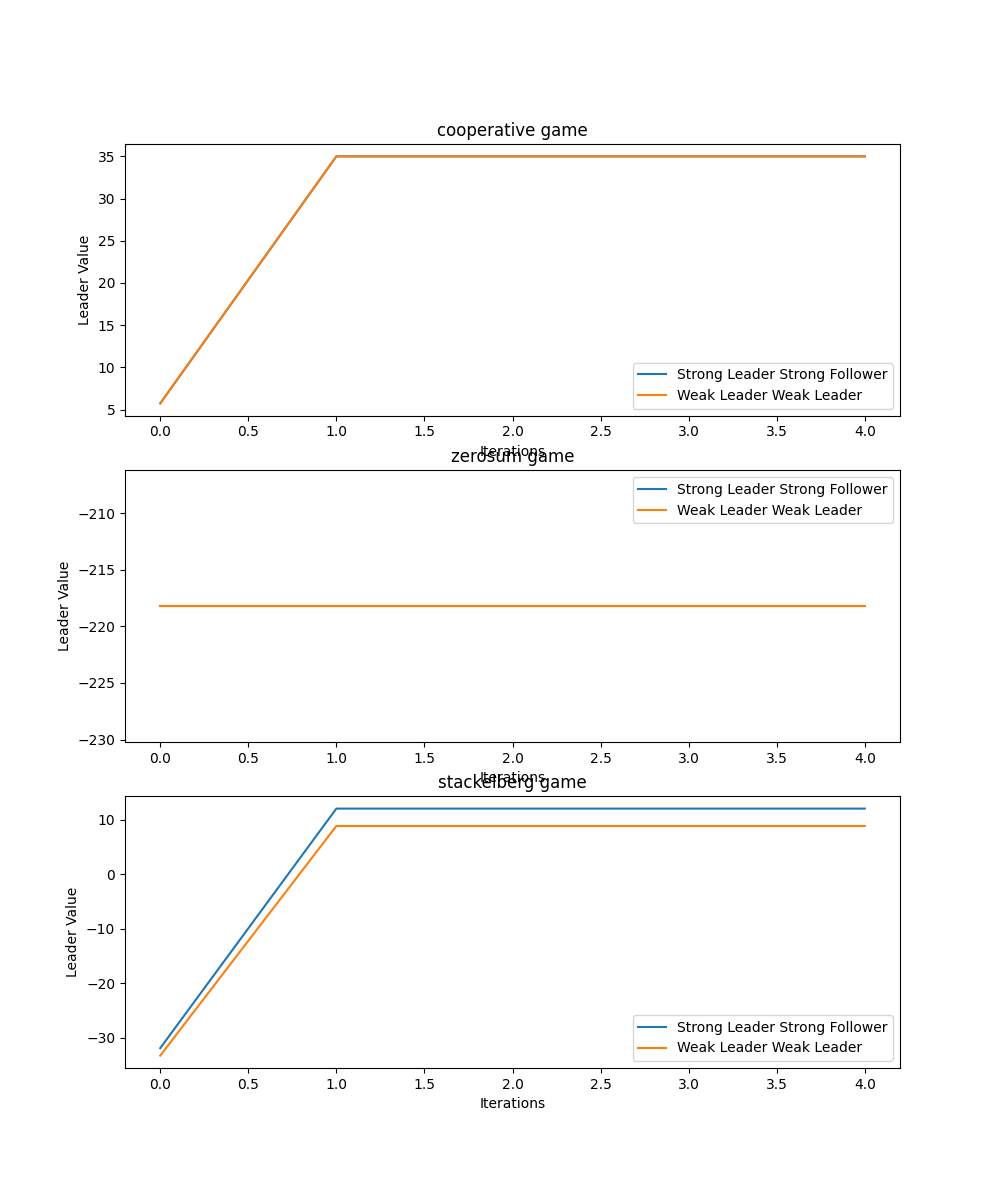 cooperative game
Leader Value
35
30
25
20
15
10
5
Strong Leader Strong Follower
Weak Leader Weak Leader
0.0 0.5 1.0 1.5 2.0 2.5 3.0 3.5 4.0
Iterations
zerosum game
Leader Value
−210
−215
−220
−225
−230
Strong Leader Strong Follower
Weak Leader Weak Leader
0.0 0.5 1.0 1.5 2.0 2.5 3.0 3.5 4.0
Iterations
stackelberg game
Leader Value
10
0
−10
−20
−30
Strong Leader Strong Follower
Weak Leader Weak Leader
0.0 0.5 1.0 1.5 2.0 2.5 3.0 3.5 4.0
Iterations